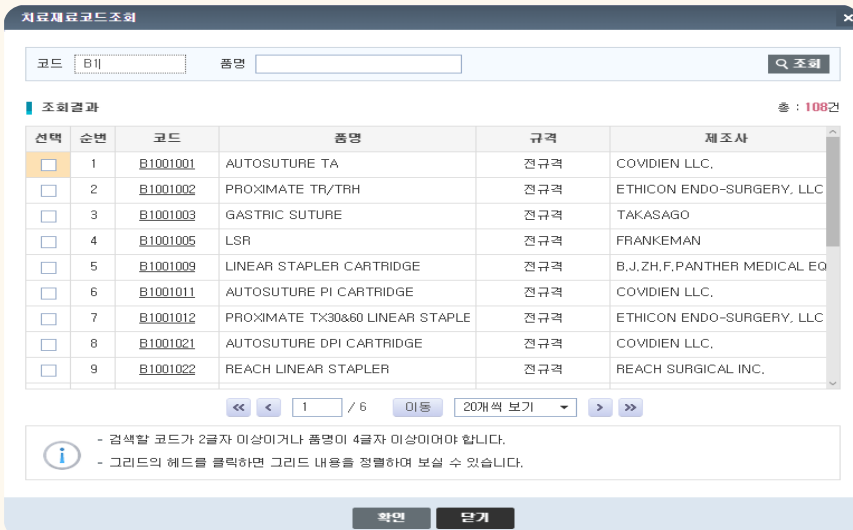 치료재료코드조회
코드 B1 품명 조회
조회결과 총 : 108건
선택 순번 코드 품명 규격 제조사
1 B1001001 AUTOSUTURE TA 전규격 COVIDIEN LLC,
2 B1001002 PROXIMATE TR/TRH 전규격 ETHICON ENDO-SURGERY, LLC
3 B1001003 GASTRIC SUTURE 전규격 TAKASAGO
4 B1001005 LSR 전규격 FRANKEMAN
5 B1001009 LINEAR STAPLER CARTRIDGE 전규격 B.J.ZH.F.PANTHER MEDICAL EQ
6 B1001011 AUTOSUTURE PI CARTRIDGE 전규격 COVIDIEN LLC,
7 B1001012 PROXIMATE TX30&60 LINEAR STAPLE 전규격 ETHICON ENDO-SURGERY, LLC
8 B1001021 AUTOSUTURE DPI CARTRIDGE 전규격 COVIDIEN LLC,
9 B1001022 REACH LINEAR STAPLER 전규격 REACH SURGICAL INC,
1 / 6 이동 20개씩 보기
- 검색할 코드가 2글자 이상이거나 품명이 4글자 이상이어야 합니다.
- 그리드의 헤드를 클릭하면 그리드 내용을 정렬하여 보실 수 있습니다.
확인 닫기